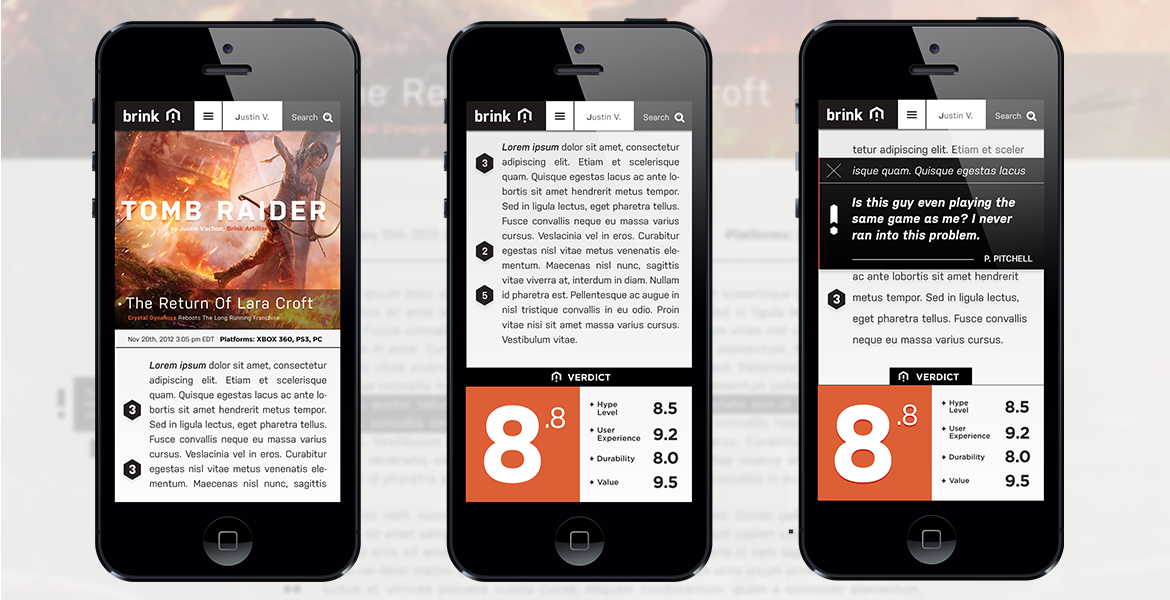 brink
Justin V.
Search
TOMB RAIDER
by Justin Vachon, Brink Arbiter
The Return Of Lara Croft
Crystal Dynamics Reboots The Long Running Franchise
Nov 20th, 2012 3:05 pm EDT Platforms: XBOX 360, PS3, PC
Lorem ipsum dolor sit amet, consectetur
adipiscing elit. Etiam et scelerisque
quam. Quisque egestas lacus ac ante lo-
3 bortis sit amet hendrerit metus tempor.
Sed in ligula lectus, eget pharetra tellus.
Fusce convallis neque eu massa varius
cursus. Veslacinia vel in eros. Curabitur
3 egestas nisl vitae metus venenatis ele-
mentum. Maecenas nisl nunc, sagittis
brink
Justin V.
Search
Lorem ipsum dolor sit amet, consectetur
3 adipiscing elit. Etiam et scelerisque
quam. Quisque egestas lacus ac ante lo-
bortis sit amet hendrerit metus tempor.
Sed in ligula lectus, eget pharetra tellus.
Fusce convallis neque eu massa varius
cursus. Veslacinia vel in eros. Curabitur
2 egestas nisl vitae metus venenatis ele-
mentum. Maecenas nisl nunc, sagittis
vitae viverra at, interdum in diam. Nullam
5 id pharetra est. Pellentesque ac augue in
nisl tristique convallis in eu odio. Proin
vitae nisi sit amet massa varius cursus.
Vestibulum vitae.
VERDICT
8.8
+ Hype Level 8.5
+ User Experience 9.2
+ Durability 8.0
+ Value 9.5
brink
Justin V.
Search
tetur adipiscing elit. Etiam et sceler
isque quam. Quisque egestas lacus
Is this guy even playing the
same game as me? I never
ran into this problem.
P. PITCHELL
ac ante lobortis sit amet hendrerit
3 metus tempor. Sed in ligula lectus,
eget pharetra tellus. Fusce convallis
neque eu massa varius cursus.
VERDICT
8.8
+ Hype Level 8.5
+ User Experience 9.2
+ Durability 8.0
+ Value 9.5